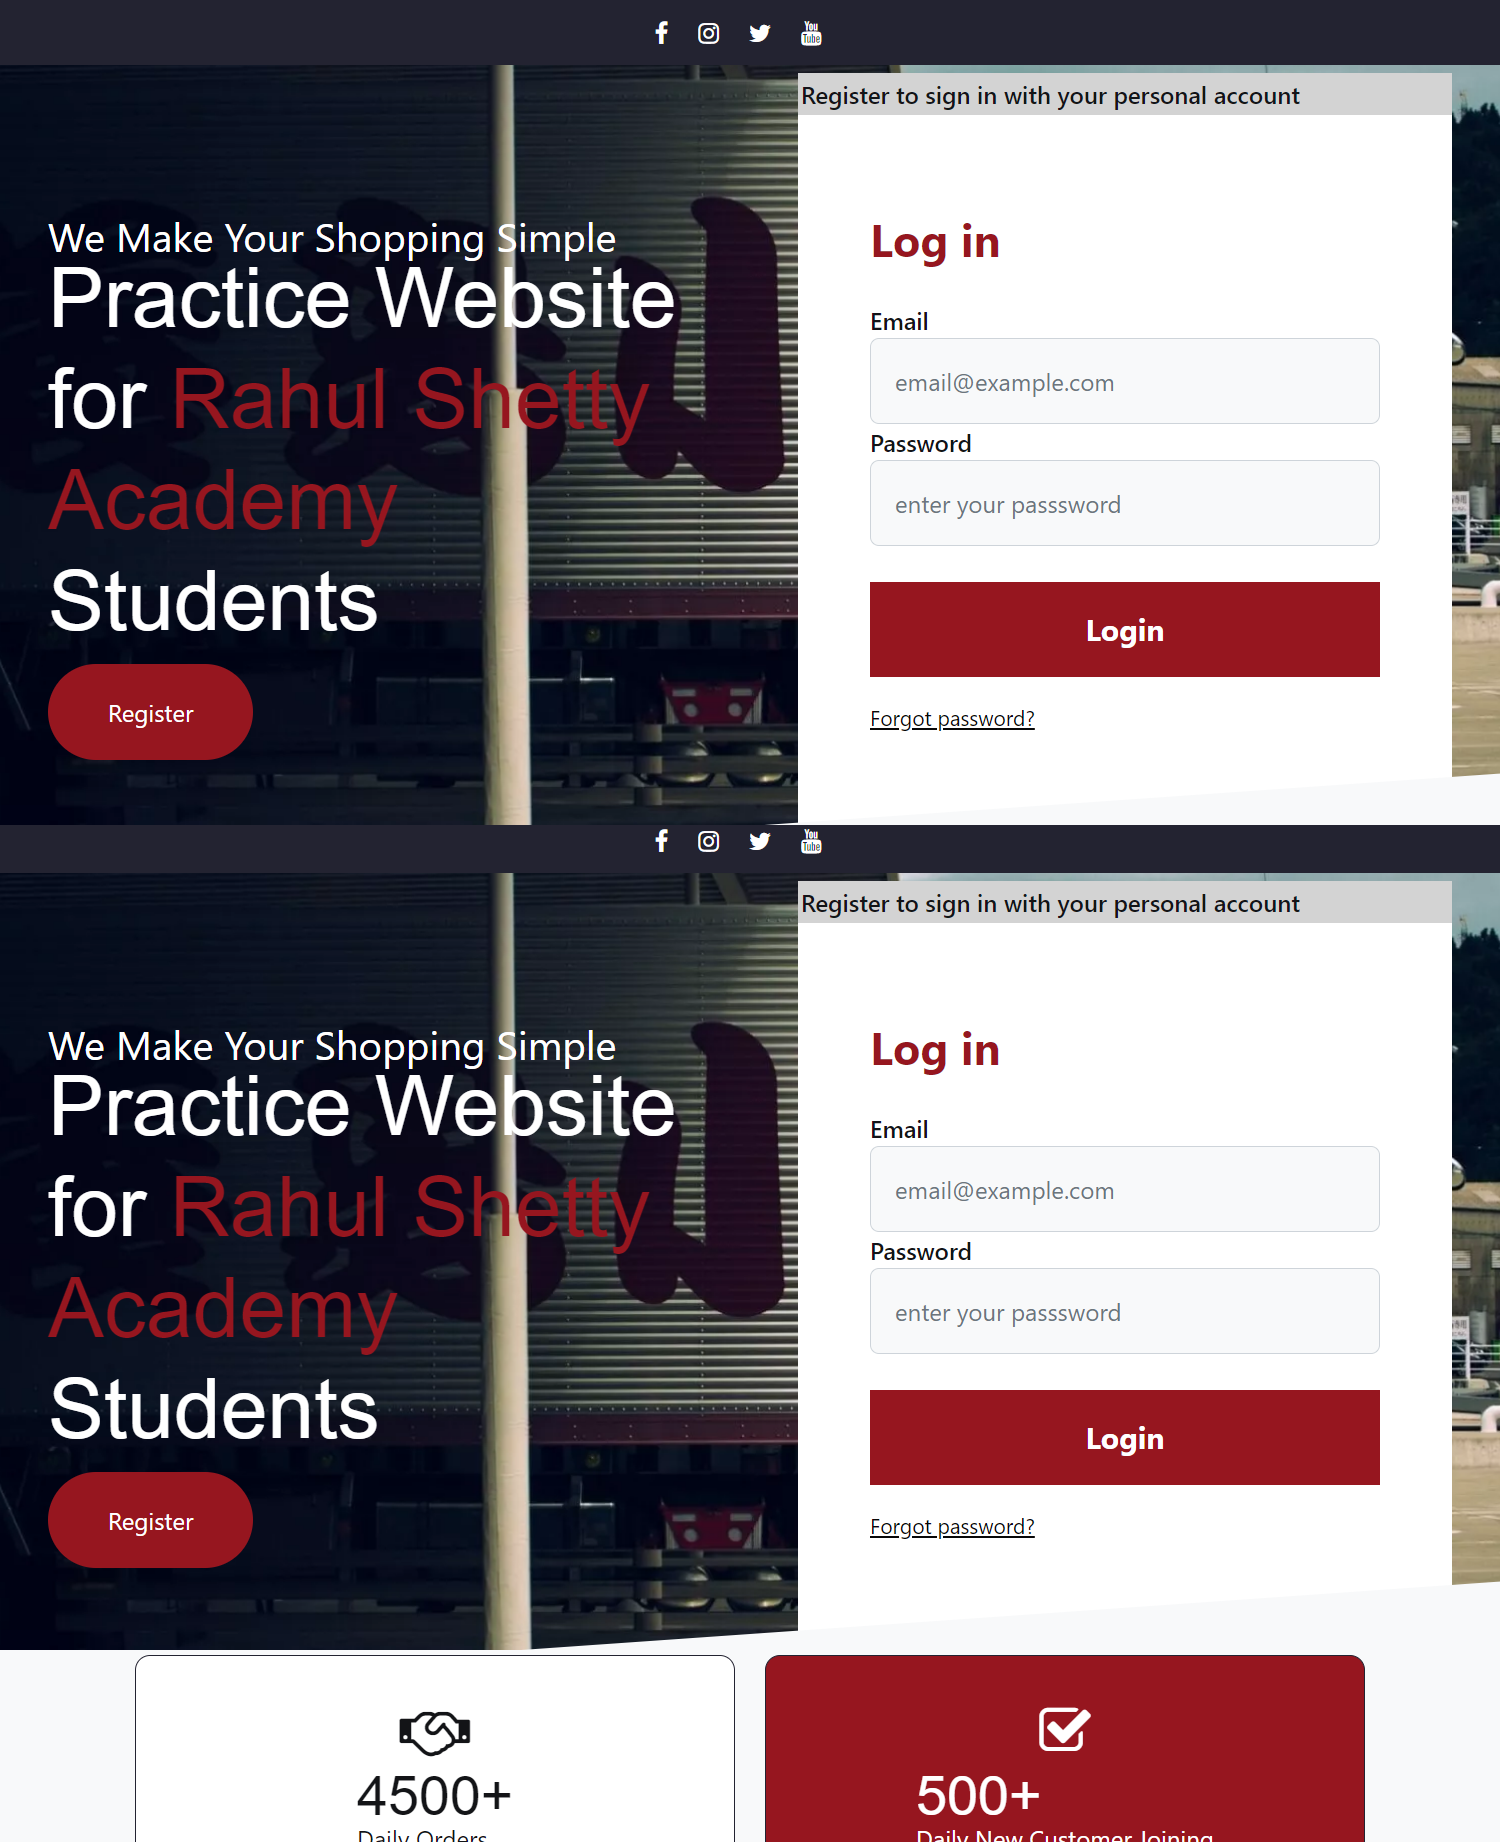 You
Tube
Register to sign in with your personal account
We Make Your Shopping Simple
Practice Website
for Rahul Shetty
Academy
Students
Register
Log in
Email
email@example.com
Password
enter your passsword
Login
Forgot password?
You
Tube
Register to sign in with your personal account
We Make Your Shopping Simple
Practice Website
for Rahul Shetty
Academy
Students
Register
Log in
Email
email@example.com
Password
enter your passsword
Login
Forgot password?
4500+
Daily Orders
500+
Daily New Customer Joining